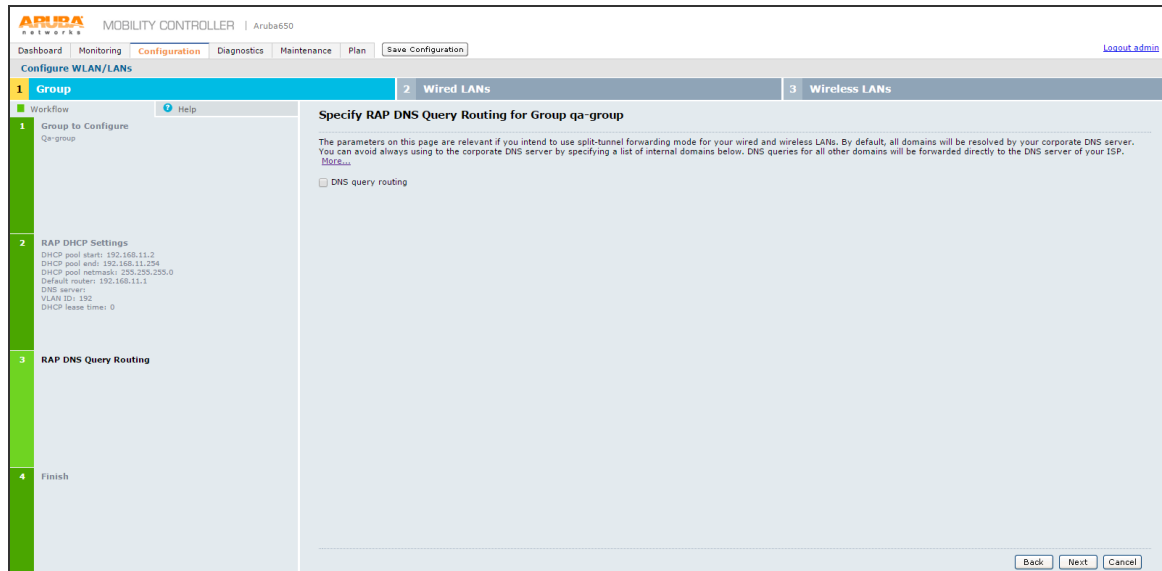 ARUBA networks
MOBILITY CONTROLLER | Aruba650
Dashboard Monitoring Configuration Diagnostics Maintenance Plan Save Configuration
Logout admin
Configure WLAN/LANs
1 Group
2 Wired LANs
3 Wireless LANs
Workflow
? Help
1 Group to Configure
Qa-group
2 RAP DHCP Settings
DHCP pool start: 192.168.11.2
DHCP pool end: 192.168.11.254
DHCP pool netmask: 255.255.255.0
Default router: 192.168.11.1
DNS server:
VLAN ID: 192
DHCP lease time: 0
3 RAP DNS Query Routing
4 Finish
Specify RAP DNS Query Routing for Group qa-group
The parameters on this page are relevant if you intend to use split-tunnel forwarding mode for your wired and wireless LANs. By default, all domains will be resolved by your corporate DNS server.
You can avoid always using to the corporate DNS server by specifying a list of internal domains below. DNS queries for all other domains will be forwarded directly to the DNS server of your ISP.
More...
DNS query routing
Back Next Cancel